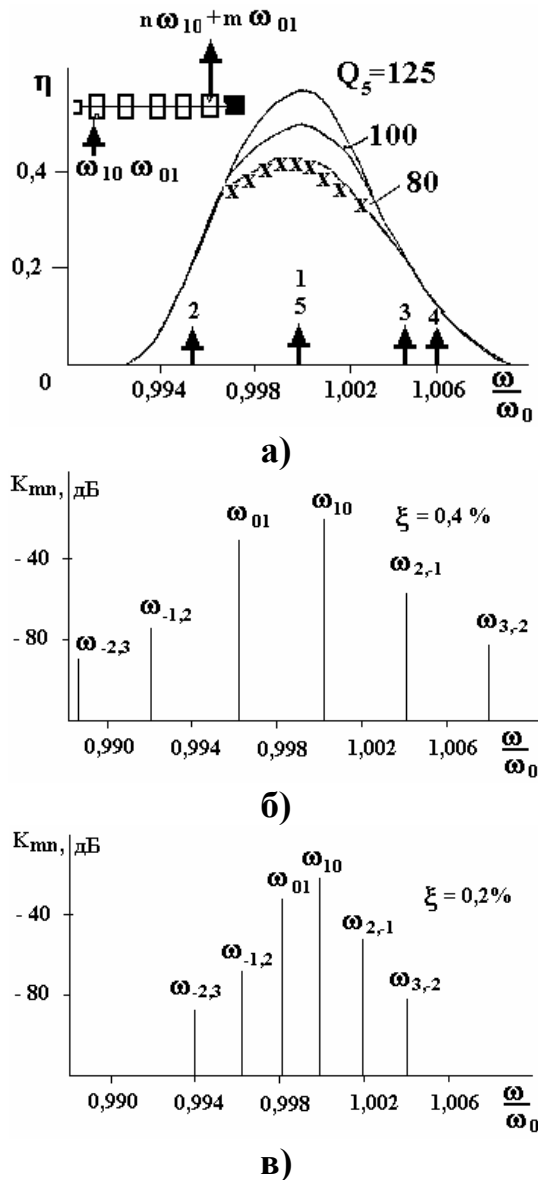 nω₁₀+mω₀₁
η
Q₅=125
100
ω₁₀ ω₀₁
0,4
80
x x x x x x x x x x
0,2
1
2 5 3 4
0
0,994 0,998 1,002 1,006 ω/ω₀
а)
Kmn, дБ
ω₁₀
ω₀₁
ξ = 0,4 %
- 40
ω₂,₋₁
ω₋₁,₂
- 80
ω₋₂,₃
ω₃,₋₂
0,990 0,994 0,998 1,002 1,006 ω/ω₀
б)
Kmn, дБ
ω₁₀
ω₀₁
ξ = 0,2%
- 40
ω₂,₋₁
ω₋₁,₂
- 80
ω₋₂,₃
ω₃,₋₂
0,990 0,994 0,998 1,002 1,006 ω/ω₀
в)